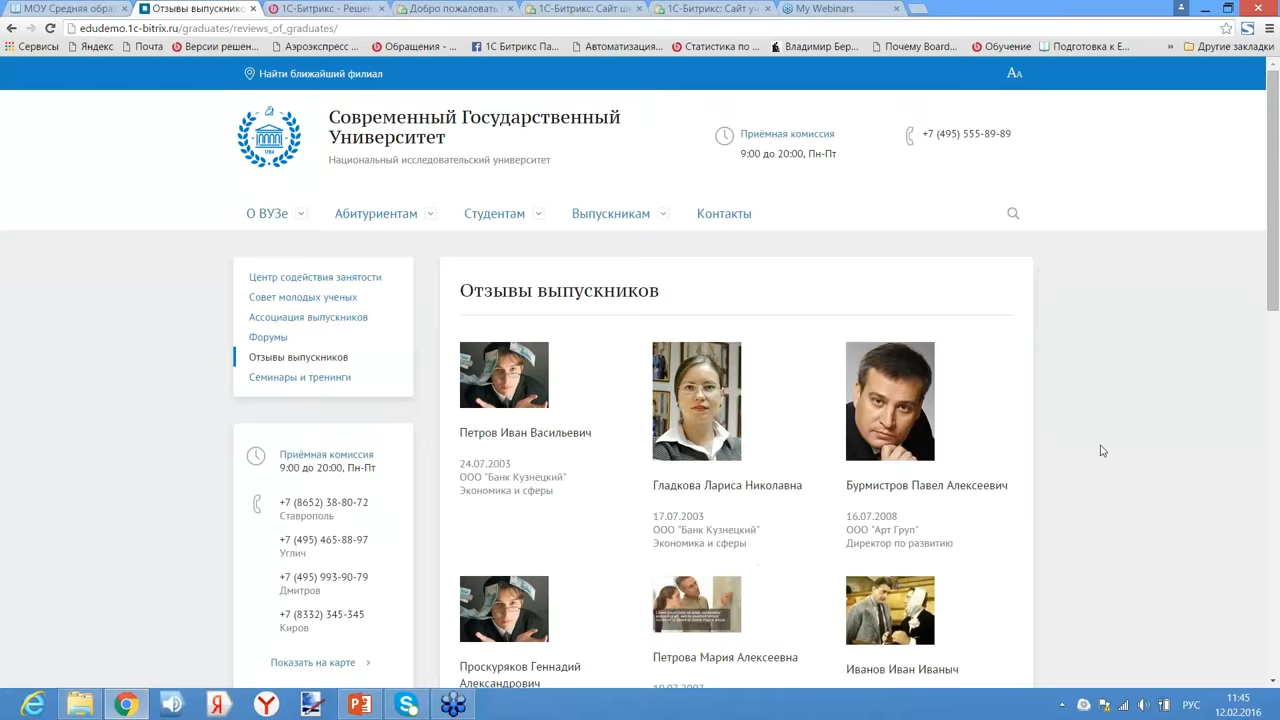 МОУ Средняя образ
Отзывы выпускнико
1С-Битрикс - Решен
Добро пожаловать
1С-Битрикс: Сайт ш
1С-Битрикс: Сайт у
My Webinars
edudemo.1c-bitrix.ru/graduates/reviews_of_graduates/
Сервисы
Яндекс
Почта
Версии решен...
Аэроэкспресс...
Обращения - ...
1С Битрикс Па...
Автоматизация...
Статистика по ...
Владимир Бер...
Почему Board...
Обучение
Подготовка к Е...
»
Другие закладки
Найти ближайший филиал
АА
Современный Государственный
Университет
Национальный исследовательский университет
1784
Приёмная комиссия
9:00 до 20:00, Пн-Пт
+7 (495) 555-89-89
О ВУЗе
Абитуриентам
Студентам
Выпускникам
Контакты
Центр содействия занятости
Совет молодых ученых
Ассоциация выпускников
Форумы
Отзывы выпускников
Семинары и тренинги
Приёмная комиссия
9:00 до 20:00, Пн-Пт
+7 (8652) 38-80-72
Ставрополь
+7 (495) 465-88-97
Углич
+7 (495) 993-90-79
Дмитров
+7 (8332) 345-345
Киров
Показать на карте
Отзывы выпускников
Петров Иван Васильевич
24.07.2003
ООО "Банк Кузнецкий"
Экономика и сферы
Гладкова Лариса Николавна
17.07.2003
ООО "Банк Кузнецкий"
Экономика и сферы
Бурмистров Павел Алексеевич
16.07.2008
ООО "Арт Груп"
Директор по развитию
Проскуряков Геннадий
Александрович
Петрова Мария Алексеевна
Иванов Иван Иваныч
РУС
11:45
12.02.2016